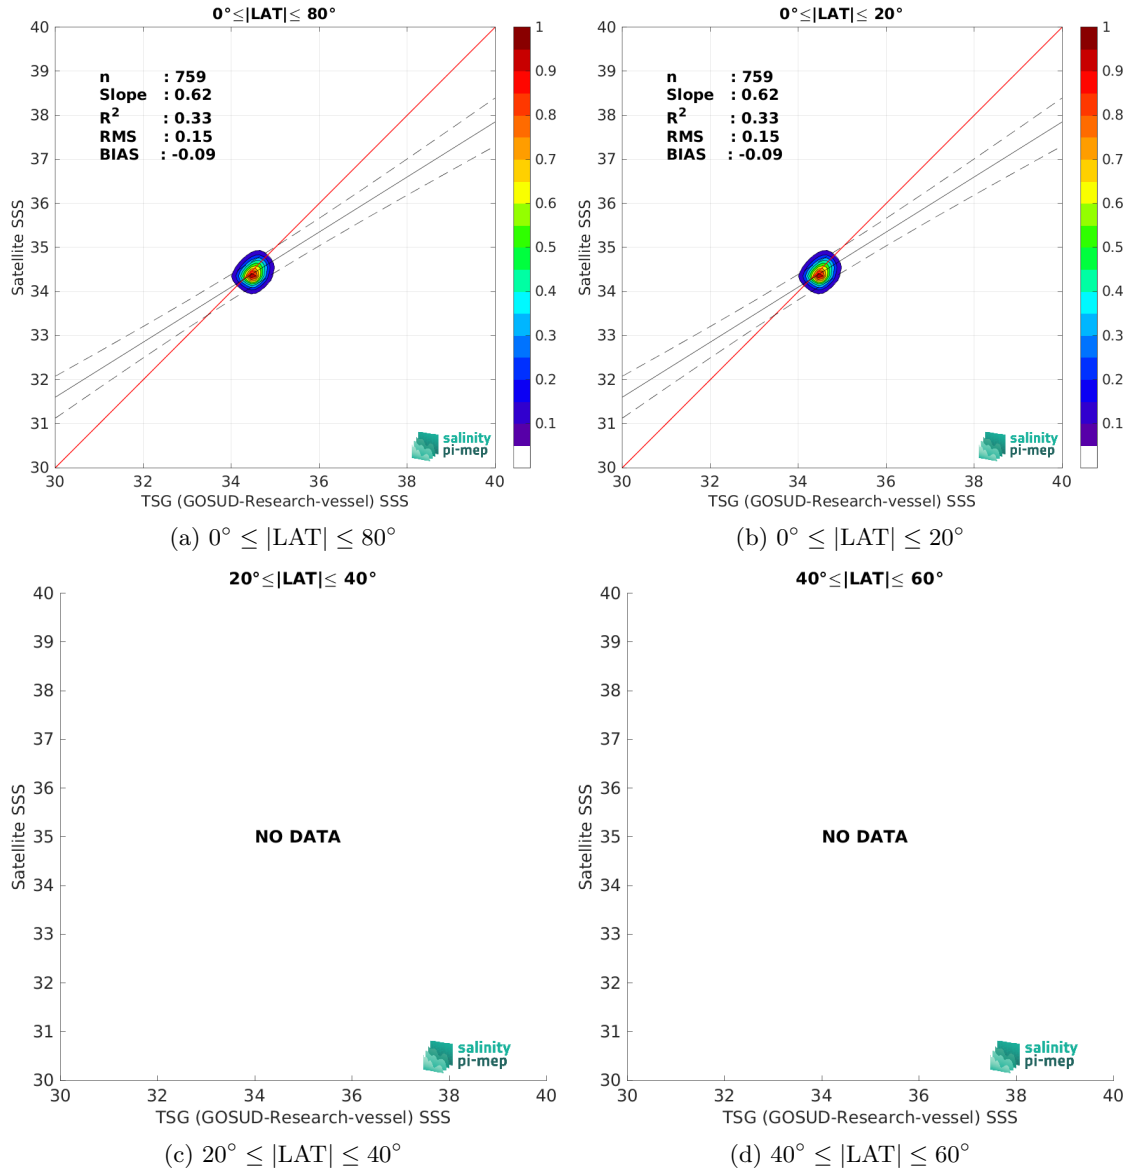 0°≤|LAT|≤ 80°
40
39
38
37
36
35
34
33
32
31
30
Satellite SSS
n : 759
Slope : 0.62
R² : 0.33
RMS : 0.15
BIAS : -0.09
salinity
pi-mep
30 32 34 36 38 40
TSG (GOSUD-Research-vessel) SSS
1
0.9
0.8
0.7
0.6
0.5
0.4
0.3
0.2
0.1
(a) 0° ≤ |LAT| ≤ 80°
0°≤|LAT|≤ 20°
40
39
38
37
36
35
34
33
32
31
30
Satellite SSS
n : 759
Slope : 0.62
R² : 0.33
RMS : 0.15
BIAS : -0.09
salinity
pi-mep
30 32 34 36 38 40
TSG (GOSUD-Research-vessel) SSS
1
0.9
0.8
0.7
0.6
0.5
0.4
0.3
0.2
0.1
(b) 0° ≤ |LAT| ≤ 20°
20°≤|LAT|≤ 40°
40
39
38
37
36
35
34
33
32
31
30
Satellite SSS
NO DATA
salinity
pi-mep
30 32 34 36 38 40
TSG (GOSUD-Research-vessel) SSS
(c) 20° ≤ |LAT| ≤ 40°
40°≤|LAT|≤ 60°
40
39
38
37
36
35
34
33
32
31
30
Satellite SSS
NO DATA
salinity
pi-mep
30 32 34 36 38 40
TSG (GOSUD-Research-vessel) SSS
(d) 40° ≤ |LAT| ≤ 60°